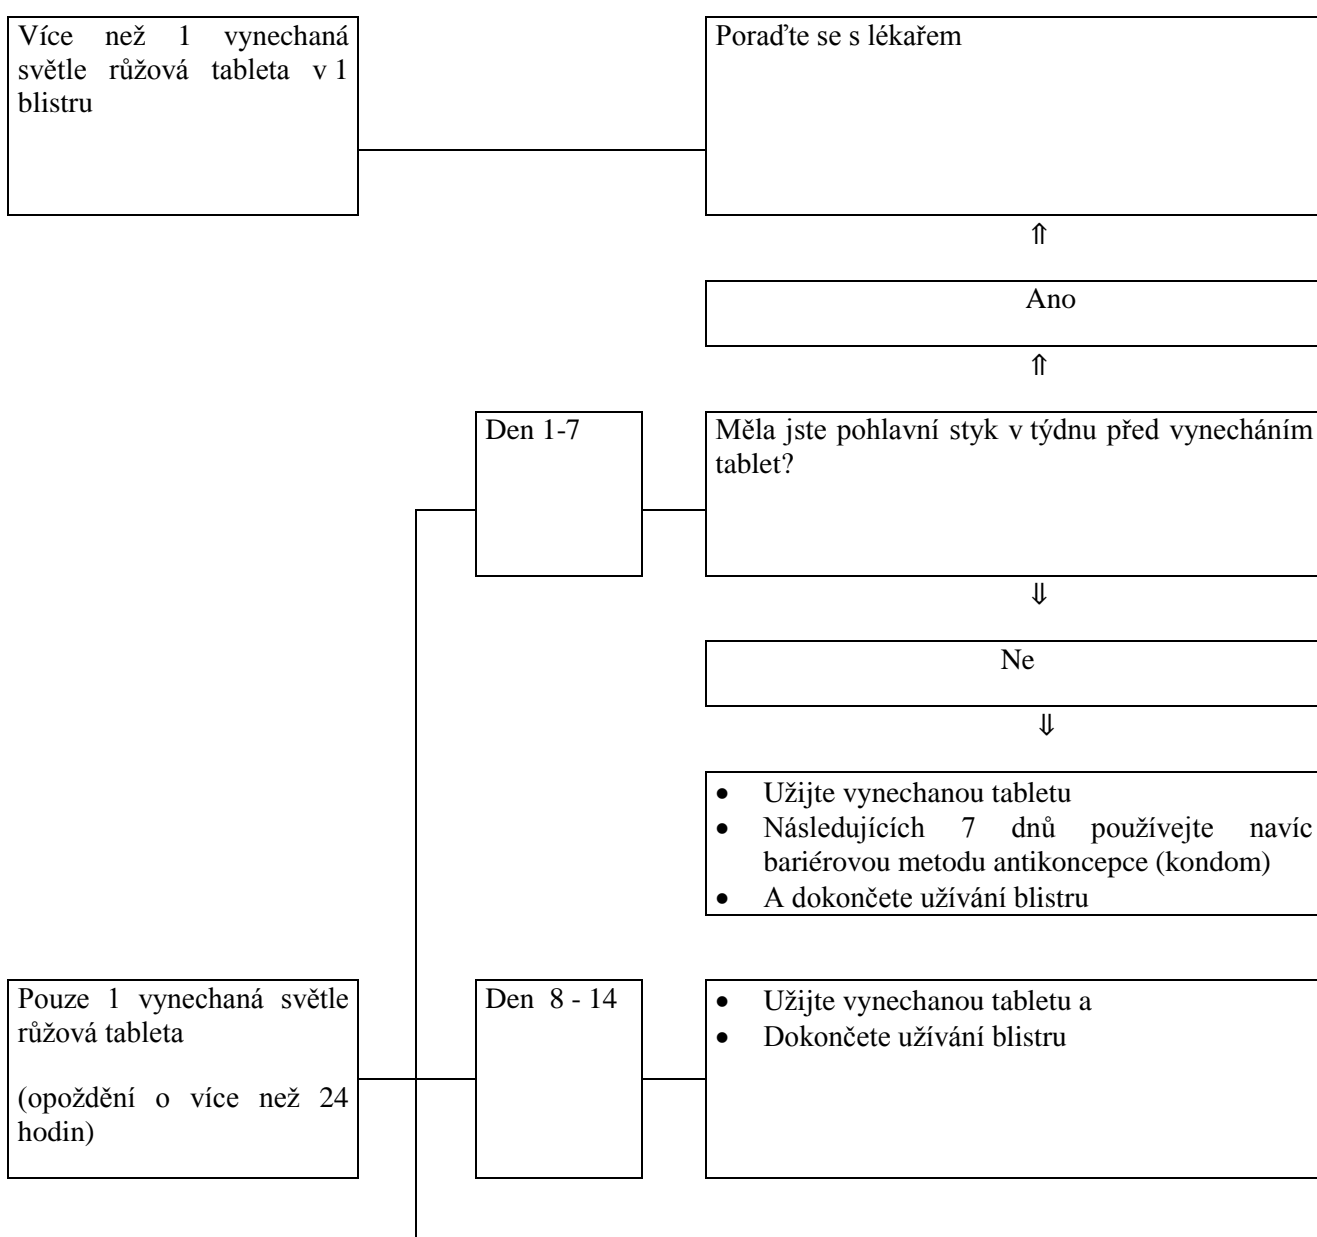 Více než 1 vynechaná
světle růžová tableta v 1
blistru
Poraďte se s lékařem
⇑
Ano
⇑
Den 1-7
Měla jste pohlavní styk v týdnu před vynecháním
tablet?
⇓
Ne
⇓
• Užijte vynechanou tabletu
• Následujících 7 dnů používejte navíc
bariérovou metodu antikoncepce (kondom)
• A dokončete užívání blistru
Pouze 1 vynechaná světle
růžová tableta
(opoždění o více než 24
hodin)
Den 8 - 14
• Užijte vynechanou tabletu a
• Dokončete užívání blistru